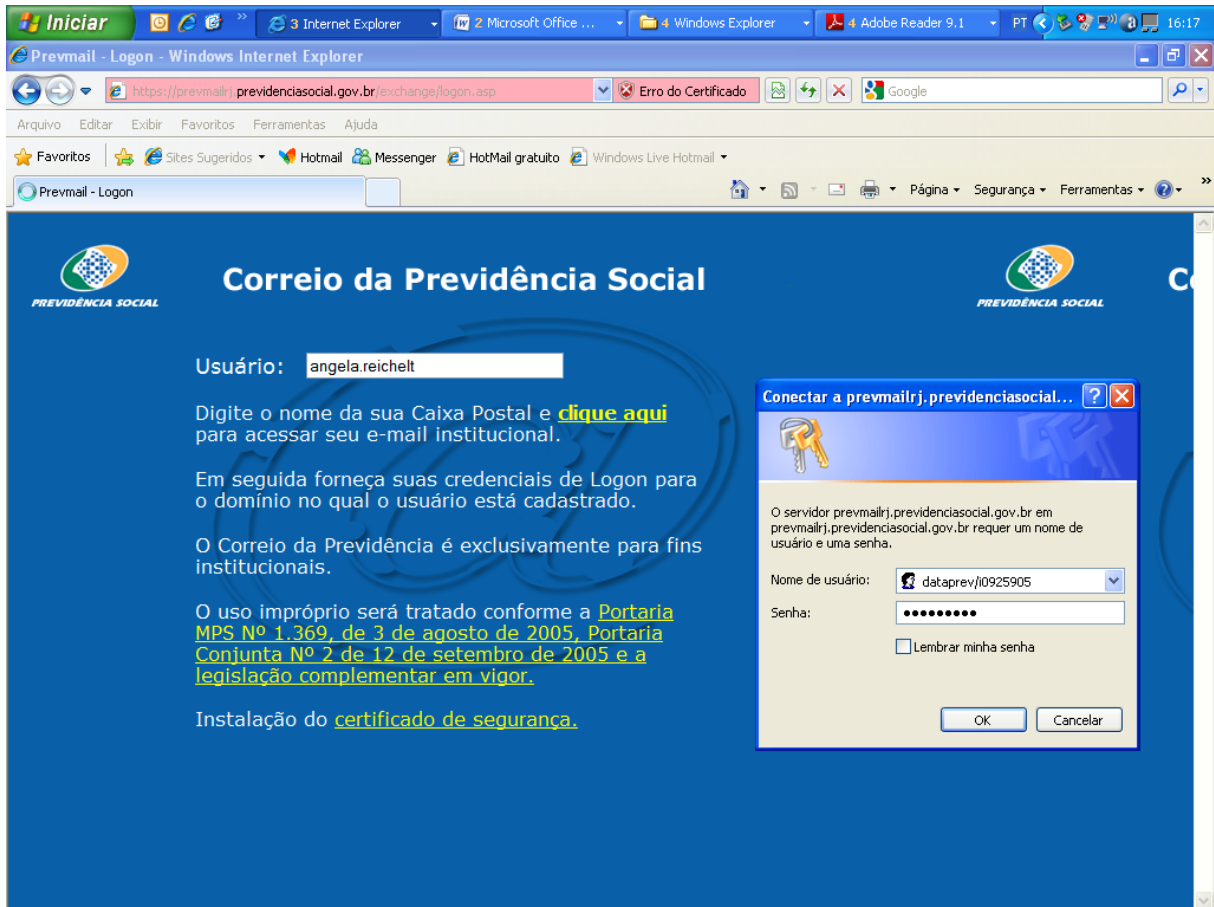 Iniciar
3 Internet Explorer
2 Microsoft Office ...
4 Windows Explorer
4 Adobe Reader 9.1
PT
16:17
Prevmail - Logon - Windows Internet Explorer
https://prevmailrj.previdenciasocial.gov.br/exchange/logon.asp
Erro do Certificado
Google
Arquivo Editar Exibir Favoritos Ferramentas Ajuda
Favoritos
Sites Sugeridos
Hotmail
Messenger
HotMail gratuito
Windows Live Hotmail
Prevmail - Logon
Página
Segurança
Ferramentas
PREVIDÊNCIA SOCIAL
Correio da Previdência Social
PREVIDÊNCIA SOCIAL
Usuário: angela.reichelt
Digite o nome da sua Caixa Postal e clique aqui
para acessar seu e-mail institucional.
Em seguida forneça suas credenciais de Logon para
o domínio no qual o usuário está cadastrado.
O Correio da Previdência é exclusivamente para fins
institucionais.
O uso impróprio será tratado conforme a Portaria
MPS Nº 1.369, de 3 de agosto de 2005, Portaria
Conjunta Nº 2 de 12 de setembro de 2005 e a
legislação complementar em vigor.
Instalação do certificado de segurança.
Conectar a prevmailrj.previdenciasocial...
O servidor prevmailrj.previdenciasocial.gov.br em
prevmailrj.previdenciasocial.gov.br requer um nome de
usuário e uma senha.
Nome de usuário: dataprev/i0925905
Senha: •••••••••
Lembrar minha senha
OK
Cancelar